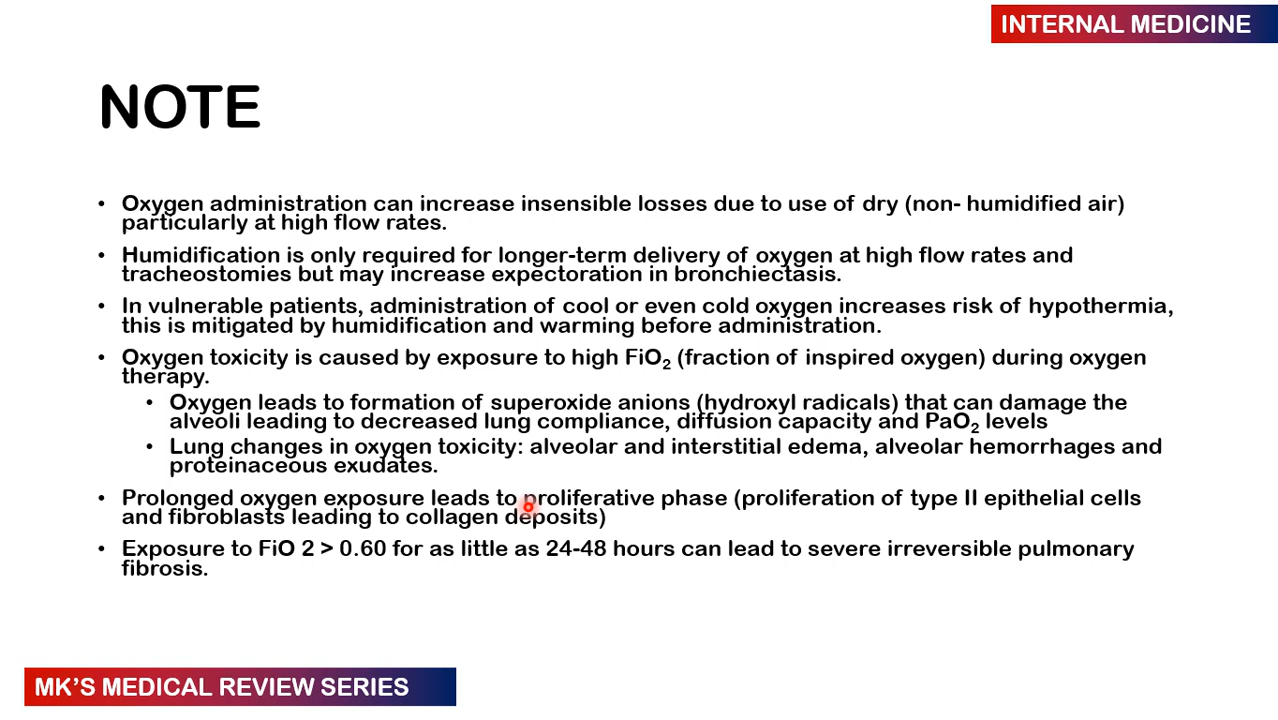 INTERNAL MEDICINE
NOTE
• Oxygen administration can increase insensible losses due to use of dry (non- humidified air)
particularly at high flow rates.
• Humidification is only required for longer-term delivery of oxygen at high flow rates and
tracheostomies but may increase expectoration in bronchiectasis.
• In vulnerable patients, administration of cool or even cold oxygen increases risk of hypothermia,
this is mitigated by humidification and warming before administration.
• Oxygen toxicity is caused by exposure to high FiO₂ (fraction of inspired oxygen) during oxygen
therapy.
• Oxygen leads to formation of superoxide anions (hydroxyl radicals) that can damage the
alveoli leading to decreased lung compliance, diffusion capacity and PaO₂ levels
• Lung changes in oxygen toxicity: alveolar and interstitial edema, alveolar hemorrhages and
proteinaceous exudates.
• Prolonged oxygen exposure leads to proliferative phase (proliferation of type II epithelial cells
and fibroblasts leading to collagen deposits)
• Exposure to FiO 2 > 0.60 for as little as 24-48 hours can lead to severe irreversible pulmonary
fibrosis.
MK'S MEDICAL REVIEW SERIES